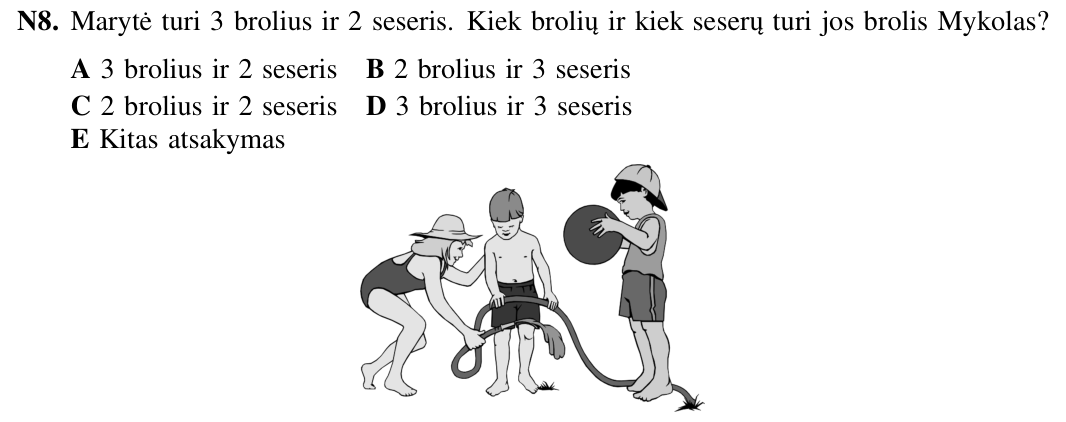 N8. Marytė turi 3 brolius ir 2 seseris. Kiek brolių ir kiek seserų turi jos brolis Mykolas?
A 3 brolius ir 2 seseris B 2 brolius ir 3 seseris
C 2 brolius ir 2 seseris D 3 brolius ir 3 seseris
E Kitas atsakymas